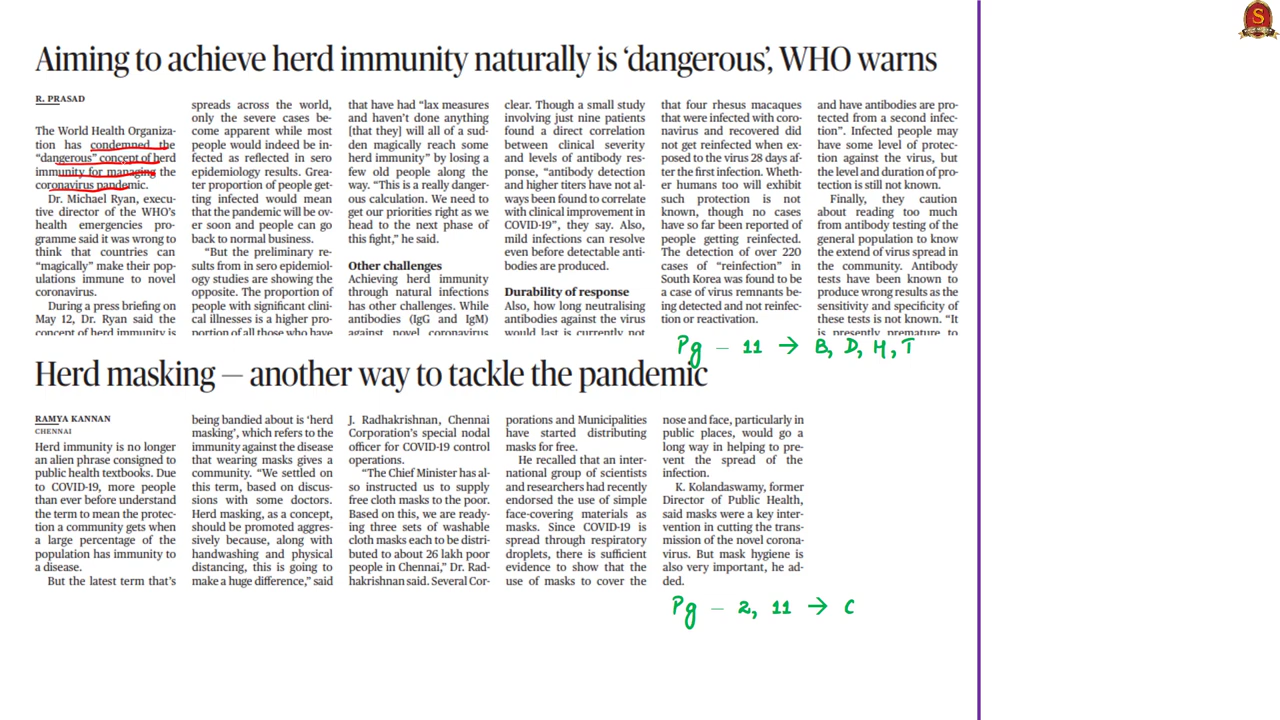 S
Aiming to achieve herd immunity naturally is ‘dangerous’, WHO warns
R. PRASAD
The World Health Organiza-
tion has condemned the
“dangerous” concept of herd
immunity for managing the
coronavirus pandemic.
Dr. Michael Ryan, execu-
tive director of the WHO’s
health emergencies pro-
gramme said it was wrong to
think that countries can
“magically” make their pop-
ulations immune to novel
coronavirus.
During a press briefing on
May 12, Dr. Ryan said the
concept of herd immunity is
spreads across the world,
only the severe cases be-
come apparent while most
people would indeed be in-
fected as reflected in sero
epidemiology results. Grea-
ter proportion of people get-
ting infected would mean
that the pandemic will be ov-
er soon and people can go
back to normal business.
“But the preliminary re-
sults from in sero epidemiol-
ogy studies are showing the
opposite. The proportion of
people with significant clini-
cal illnesses is a higher pro-
portion of all those who have
that have had “lax measures
and haven’t done anything
[that they] will all of a sud-
den magically reach some
herd immunity” by losing a
few old people along the
way. “This is a really danger-
ous calculation. We need to
get our priorities right as we
head to the next phase of
this fight,” he said.
Other challenges
Achieving herd immunity
through natural infections
has other challenges. While
antibodies (IgG and IgM)
against novel coronavirus
clear. Though a small study
involving just nine patients
found a direct correlation
between clinical severity
and levels of antibody res-
ponse, “antibody detection
and higher titers have not al-
ways been found to correlate
with clinical improvement in
COVID-19”, they say. Also,
mild infections can resolve
even before detectable anti-
bodies are produced.
Durability of response
Also, how long neutralising
antibodies against the virus
would last is currently not
that four rhesus macaques
that were infected with coro-
navirus and recovered did
not get reinfected when ex-
posed to the virus 28 days af-
ter the first infection. Wheth-
er humans too will exhibit
such protection is not
known, though no cases
have so far been reported of
people getting reinfected.
The detection of over 220
cases of “reinfection” in
South Korea was found to be
a case of virus remnants be-
ing detected and not reinfec-
tion or reactivation.
and have antibodies are pro-
tected from a second infec-
tion”. Infected people may
have some level of protec-
tion against the virus, but
the level and duration of pro-
tection is still not known.
Finally, they caution
about reading too much
from antibody testing of the
general population to know
the extend of virus spread in
the community. Antibody
tests have been known to
produce wrong results as the
sensitivity and specificity of
these tests is not known. “It
is presently premature to
Pg – 11 → B, D, H, T
Herd masking — another way to tackle the pandemic
RAMYA KANNAN
CHENNAI
Herd immunity is no longer
an alien phrase consigned to
public health textbooks. Due
to COVID-19, more people
than ever before understand
the term to mean the protec-
tion a community gets when
a large percentage of the
population has immunity to
a disease.
But the latest term that’s
being bandied about is ‘herd
masking’, which refers to the
immunity against the disease
that wearing masks gives a
community. “We settled on
this term, based on discus-
sions with some doctors.
Herd masking, as a concept,
should be promoted aggres-
sively because, along with
handwashing and physical
distancing, this is going to
make a huge difference,” said
J. Radhakrishnan, Chennai
Corporation’s special nodal
officer for COVID-19 control
operations.
“The Chief Minister has al-
so instructed us to supply
free cloth masks to the poor.
Based on this, we are ready-
ing three sets of washable
cloth masks each to be distri-
buted to about 26 lakh poor
people in Chennai,” Dr. Rad-
hakrishnan said. Several Cor-
porations and Municipalities
have started distributing
masks for free.
He recalled that an inter-
national group of scientists
and researchers had recently
endorsed the use of simple
face-covering materials as
masks. Since COVID-19 is
spread through respiratory
droplets, there is sufficient
evidence to show that the
use of masks to cover the
nose and face, particularly in
public places, would go a
long way in helping to pre-
vent the spread of the
infection.
K. Kolandaswamy, former
Director of Public Health,
said masks were a key inter-
vention in cutting the trans-
mission of the novel corona-
virus. But mask hygiene is
also very important, he ad-
ded.
Pg – 2, 11 → C